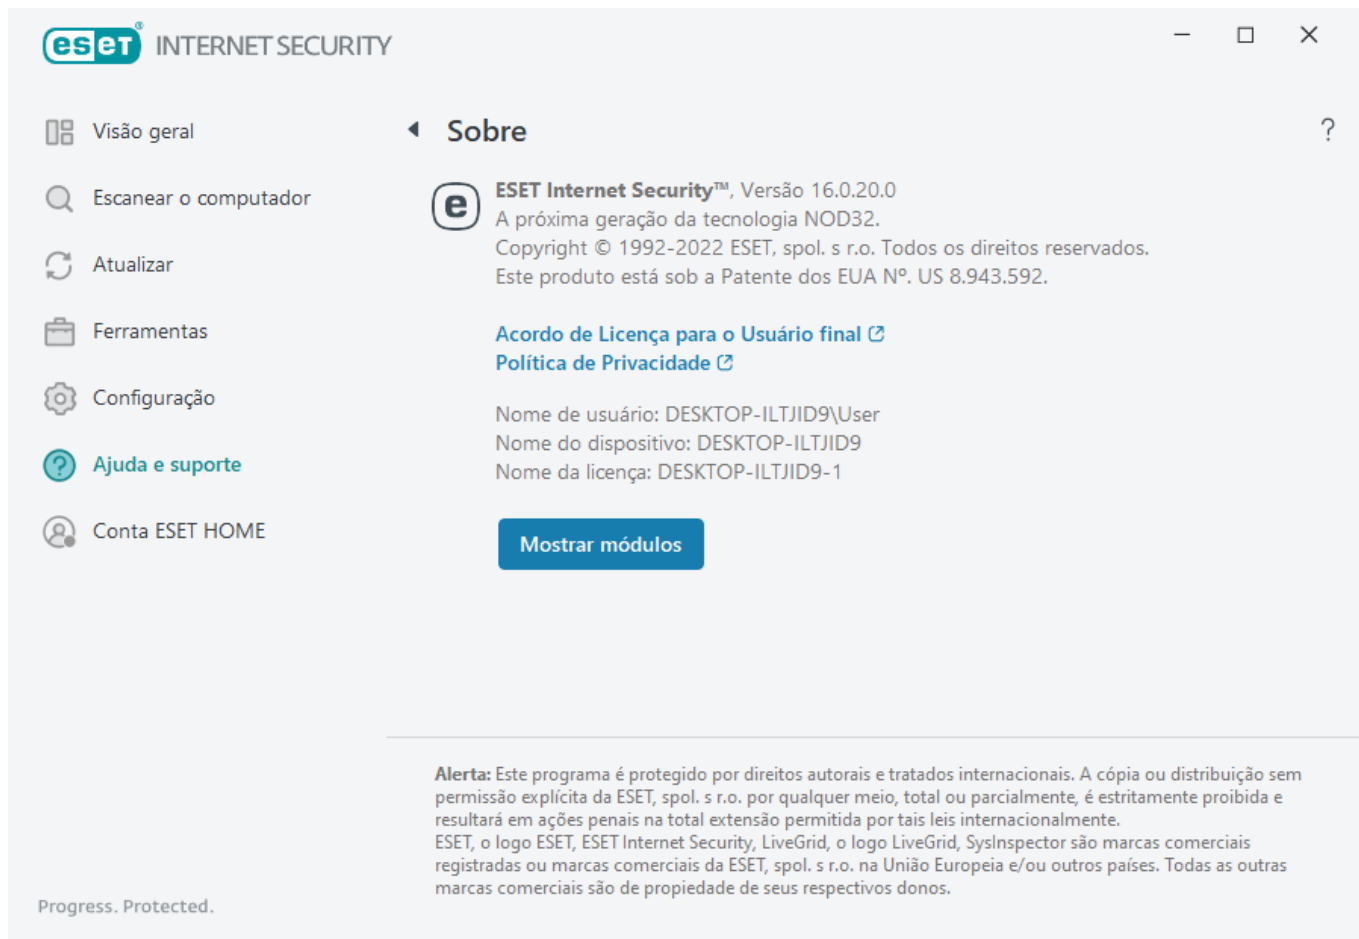 eset® INTERNET SECURITY
Visão geral
Escanear o computador
Atualizar
Ferramentas
Configuração
Ajuda e suporte
Conta ESET HOME
Progress. Protected.
Sobre
?
e
ESET Internet Security™, Versão 16.0.20.0
A próxima geração da tecnologia NOD32.
Copyright © 1992-2022 ESET, spol. s r.o. Todos os direitos reservados.
Este produto está sob a Patente dos EUA Nº. US 8.943.592.
Acordo de Licença para o Usuário final
Política de Privacidade
Nome de usuário: DESKTOP-ILTJID9\User
Nome do dispositivo: DESKTOP-ILTJID9
Nome da licença: DESKTOP-ILTJID9-1
Mostrar módulos
Alerta: Este programa é protegido por direitos autorais e tratados internacionais. A cópia ou distribuição sem
permissão explícita da ESET, spol. s r.o. por qualquer meio, total ou parcialmente, é estritamente proibida e
resultará em ações penais na total extensão permitida por tais leis internacionalmente.
ESET, o logo ESET, ESET Internet Security, LiveGrid, o logo LiveGrid, SysInspector são marcas comerciais
registradas ou marcas comerciais da ESET, spol. s r.o. na União Europeia e/ou outros países. Todas as outras
marcas comerciais são de propiedade de seus respectivos donos.